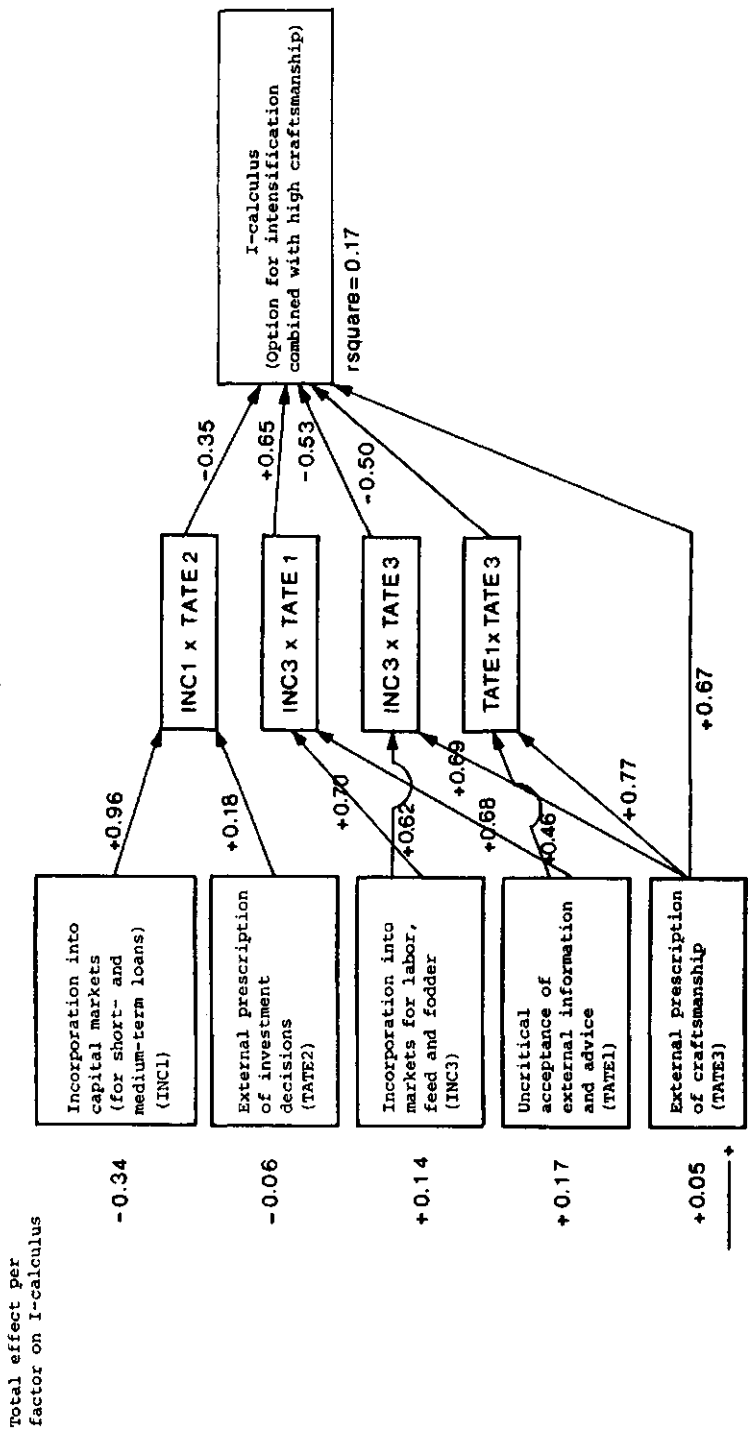 Total effect per
factor on I-calculus
-0.34
-0.06
+0.14
+0.17
+0.05
+
Incorporation into
capital markets
(for short- and
medium-term loans)
(INC1)
External prescription
of investment
decisions
(TATE2)
Incorporation into
markets for labor,
feed and fodder
(INC3)
Uncritical
acceptance of
external information
and advice
(TATE1)
External prescription
of craftsmanship
(TATE3)
+0.96
+0.18
+0.70
+0.62
+0.68
+0.69
+0.46
+0.77
+0.67
INC1 x TATE 2
INC3 x TATE 1
INC3 x TATE3
TATE1xTATE3
-0.35
+0.65
-0.53
-0.50
I-calculus
(Option for intensification
combined with high craftsmanship)
rsquare=0.17